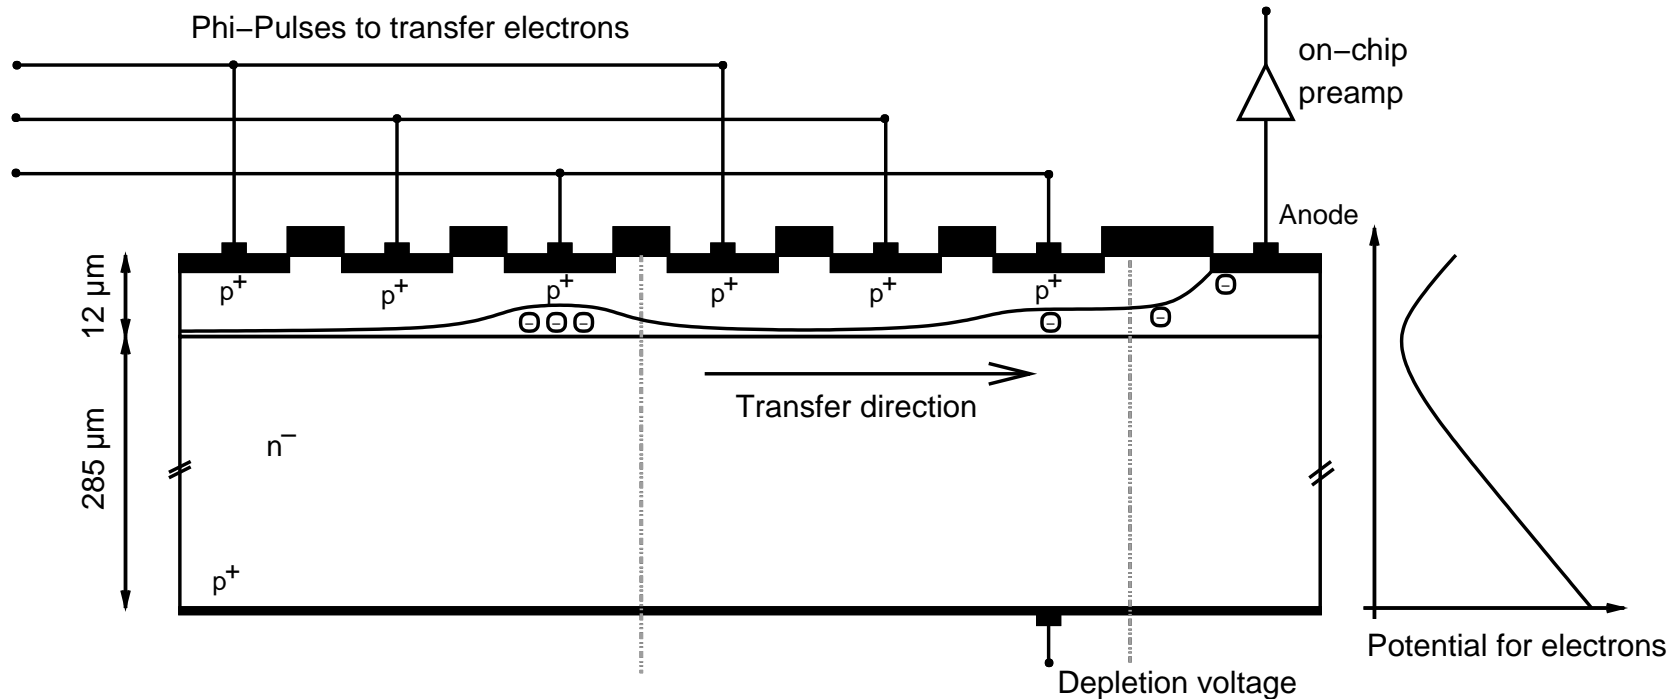 Phi−Pulses to transfer electrons
on−chip
preamp
Anode
12 µm
p+
p+
p+
p+
p+
p+
− − − − − −
Transfer direction
285 µm
n−
p+
Potential for electrons
Depletion voltage